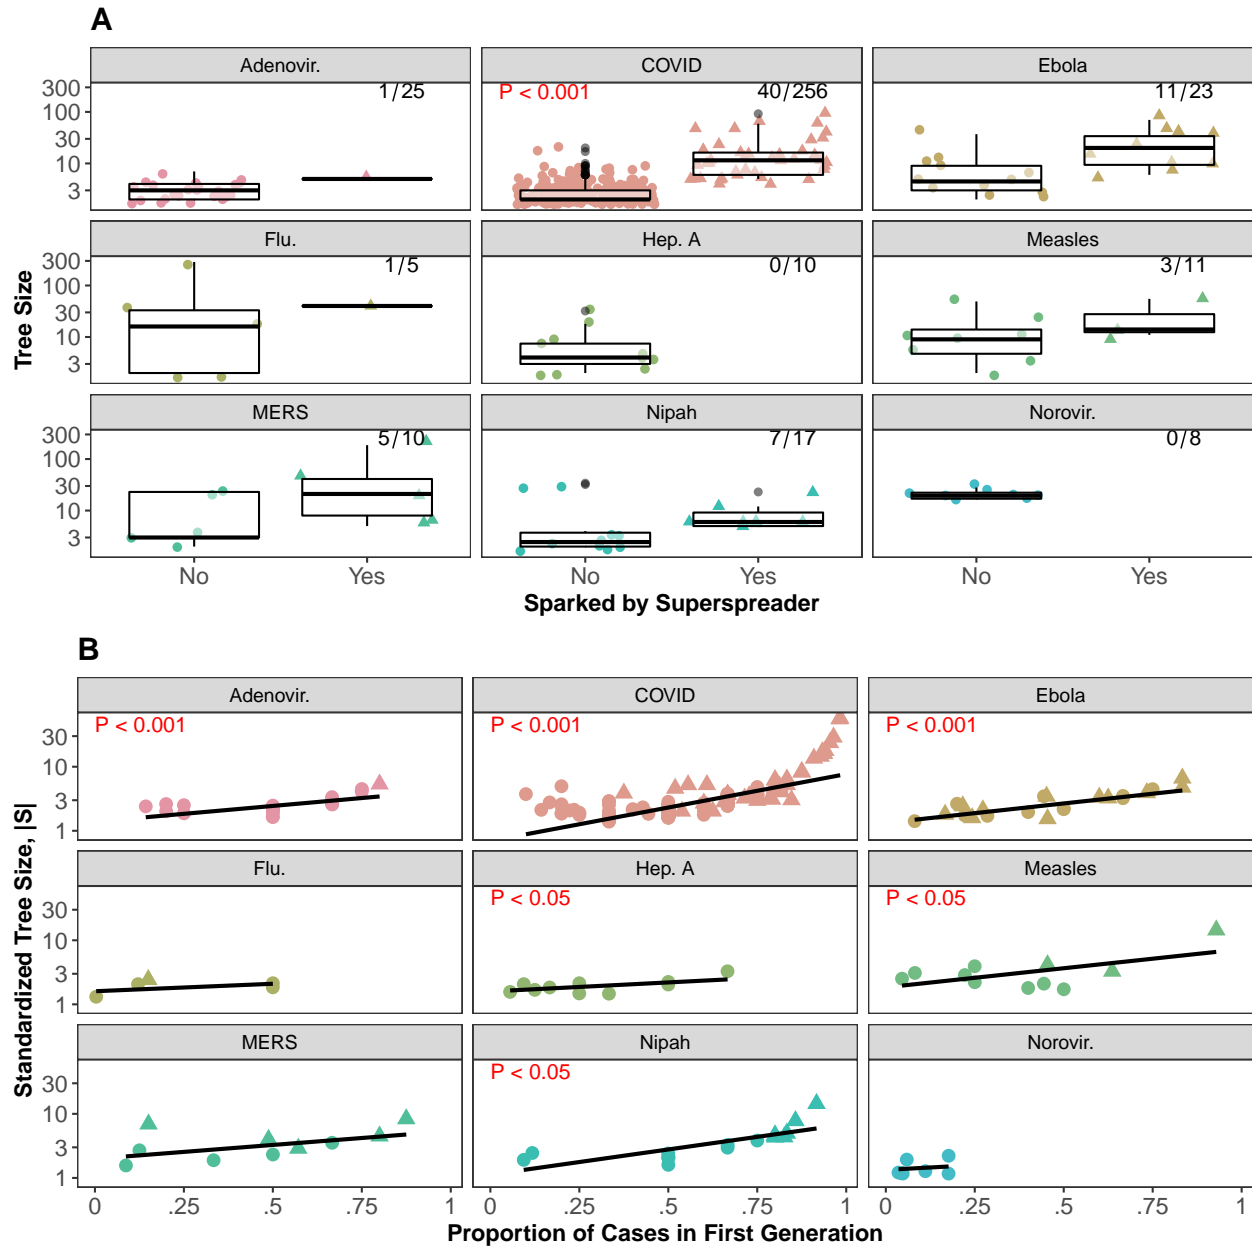 A
Adenovir.
COVID
Ebola
300
100
30
10
3
1/25
P < 0.001
40/256
11/23
Flu.
Hep. A
Measles
300
100
30
10
3
1/5
0/10
3/11
Tree Size
MERS
Nipah
Norovir.
300
100
30
10
3
5/10
7/17
0/8
No
Yes
No
Yes
No
Yes
Sparked by Superspreader
B
Adenovir.
COVID
Ebola
30
10
3
1
P < 0.001
P < 0.001
P < 0.001
Flu.
Hep. A
Measles
30
10
3
1
P < 0.05
P < 0.05
Standardized Tree Size, |S|
MERS
Nipah
Norovir.
30
10
3
1
P < 0.05
0
.25
.5
.75
1
0
.25
.5
.75
1
0
.25
.5
.75
1
Proportion of Cases in First Generation